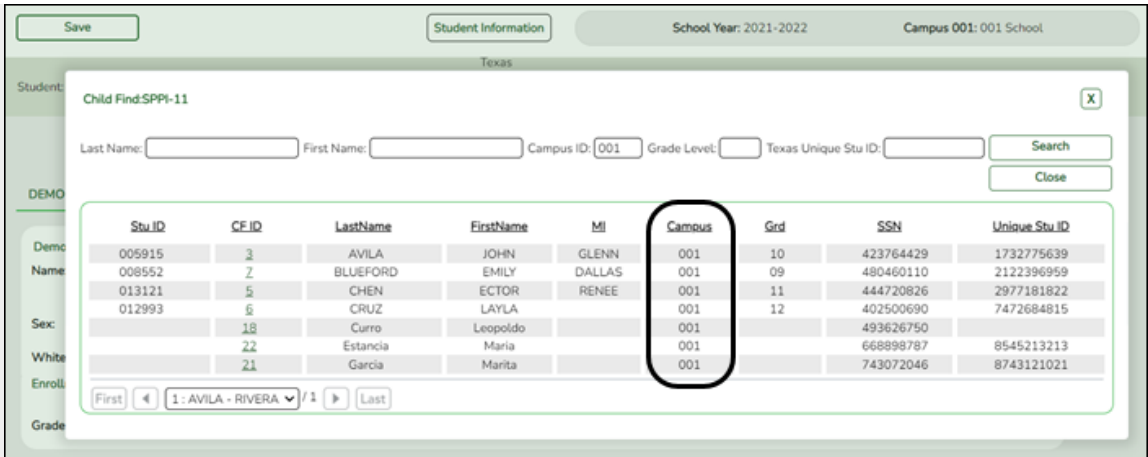 Save Student Information School Year: 2021-2022 Campus 001: 001 School
Texas
Student:
Child Find:SPPI-11 X
Last Name: First Name: Campus ID: 001 Grade Level: Texas Unique Stu ID: Search
Close
DEMO
Stu ID CF ID LastName FirstName MI Campus Grd SSN Unique Stu ID
Demo
005915 3 AVILA JOHN GLENN 001 10 423764429 1732775639
Name:
008552 7 BLUEFORD EMILY DALLAS 001 09 480460110 2122396959
013121 5 CHEN ECTOR RENEE 001 11 444720826 2977181822
012993 6 CRUZ LAYLA 001 12 402500690 7472684815
Sex:
18 Curro Leopoldo 001 493626750
22 Estancia Maria 001 668898787 8545213213
White
21 Garcia Marita 001 743072046 8743121021
Enroll
First 1 : AVILA - RIVERA / 1 Last
Grade